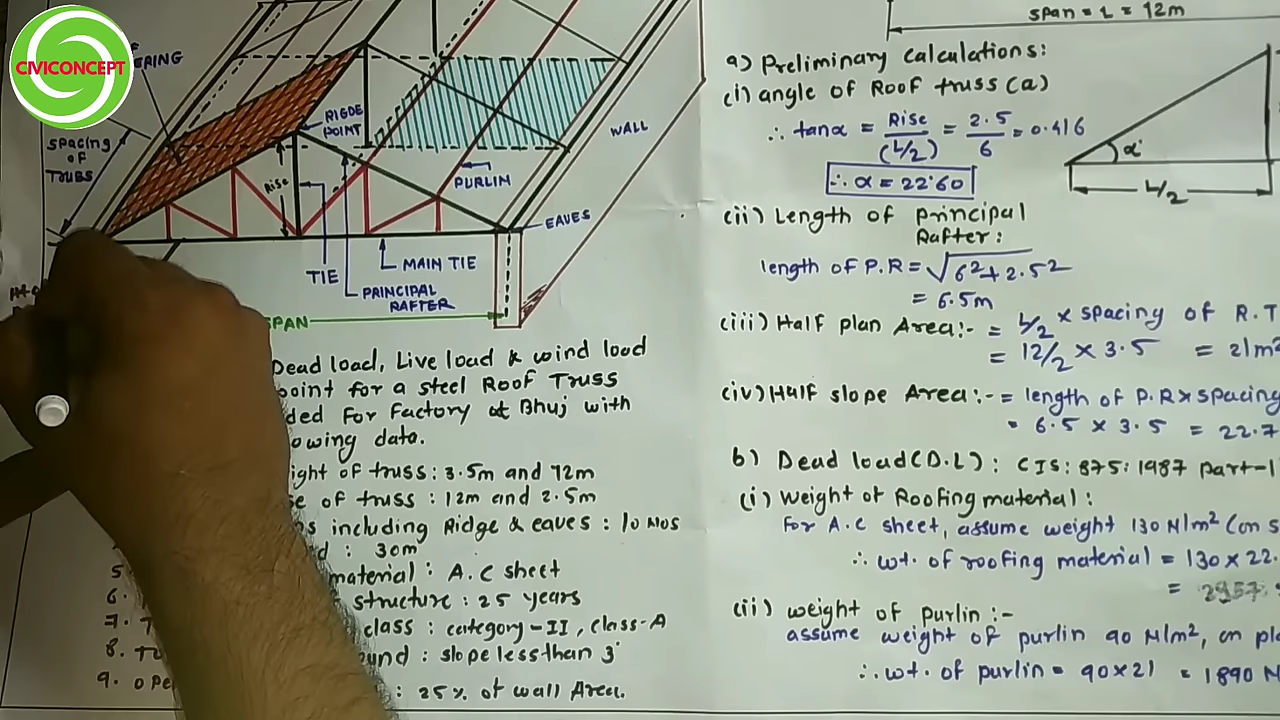 CIVICONCEPT
ERING
SPACING
OF
TRUSS
RIGDE
POINT
RISE
WALL
PURLIN
EAVES
TIE
MAIN TIE
PRINCIPAL
RAFTER
SPAN
Dead load, Live load & wind load
point for a steel Roof Truss
ded For Factory at Bhuj with
owing data.
ight of truss: 3.5m and 12m
se of truss : 12m and 2.5m
s including Ridge & eaves : 10 Nos
d : 30m
5
material : A.C sheet
6.
structure : 25 years
7. T
class : category-II, class-A
8. Tu
und : slope less than 3°
9. ope
: 25% of wall Area.
span = L = 12m
a) Preliminary calculations:
(i) angle of Roof truss (α)
∴ tanα = Rise/(L/2) = 2.5/6 = 0.416
∴ α = 22.60
α
L/2
(ii) Length of principal
Rafter:
length of P.R = √6²+2.5²
= 6.5m
(iii) Half plan Area:- = L/2 × spacing of R.T
= 12/2 × 3.5 = 21m²
(iv) Half slope Area:- = length of P.R × spacing
= 6.5 × 3.5 = 22.7
b) Dead load (D.L) : CIS: 875: 1987 part-1
(i) Weight of Roofing material:
For A.C sheet, assume weight 130 N/m² (on s
∴ wt. of roofing material = 130 × 22.
= 2957.
(ii) weight of purlin :-
assume weight of purlin 90 N/m², on pl
∴ wt. of purlin = 90×21 = 1890 N